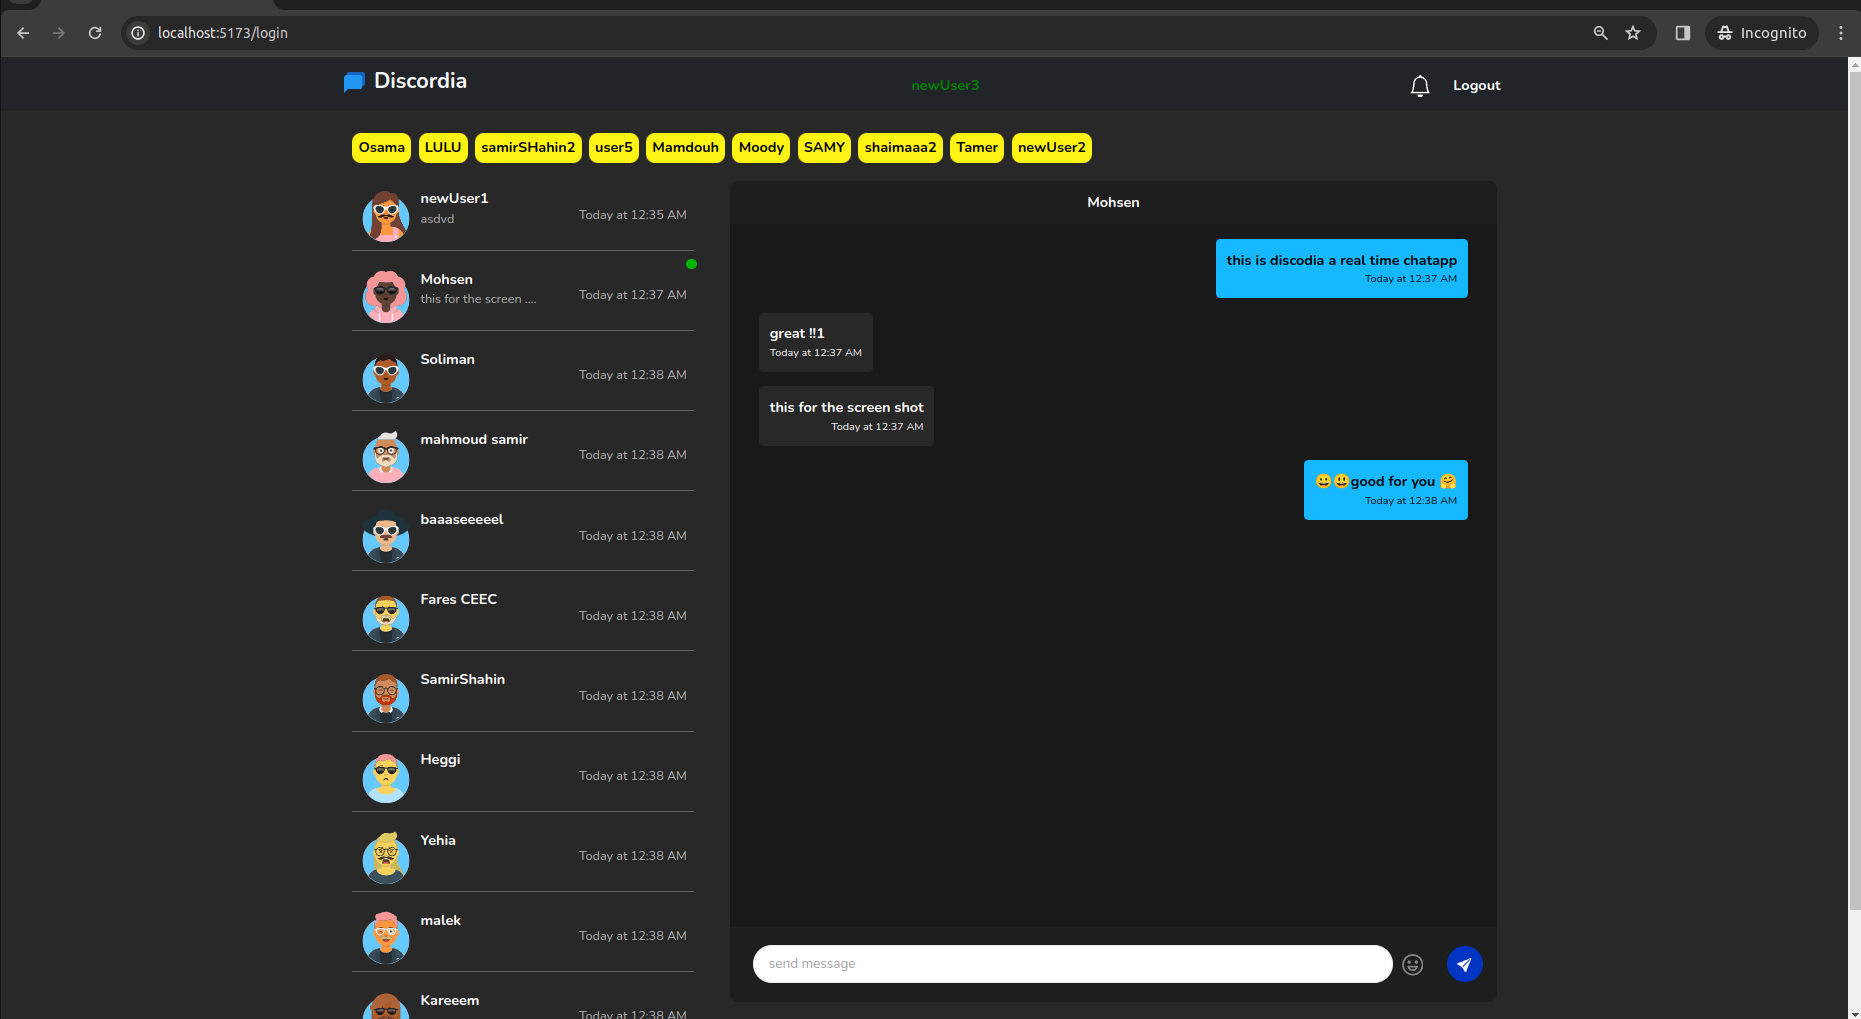 localhost:5173/login
Incognito
Discordia
newUser3
Logout
Osama LULU samirSHahin2 user5 Mamdouh Moody SAMY shaimaaa2 Tamer newUser2
newUser1
asdvd
Today at 12:35 AM
Mohsen
this for the screen ....
Today at 12:37 AM
Soliman
Today at 12:38 AM
mahmoud samir
Today at 12:38 AM
baaaseeeeel
Today at 12:38 AM
Fares CEEC
Today at 12:38 AM
SamirShahin
Today at 12:38 AM
Heggi
Today at 12:38 AM
Yehia
Today at 12:38 AM
malek
Today at 12:38 AM
Kareeem
Today at 12:38 AM
Mohsen
this is discodia a real time chatapp
Today at 12:37 AM
great !!1
Today at 12:37 AM
this for the screen shot
Today at 12:37 AM
😀😃good for you 🤗
Today at 12:38 AM
send message